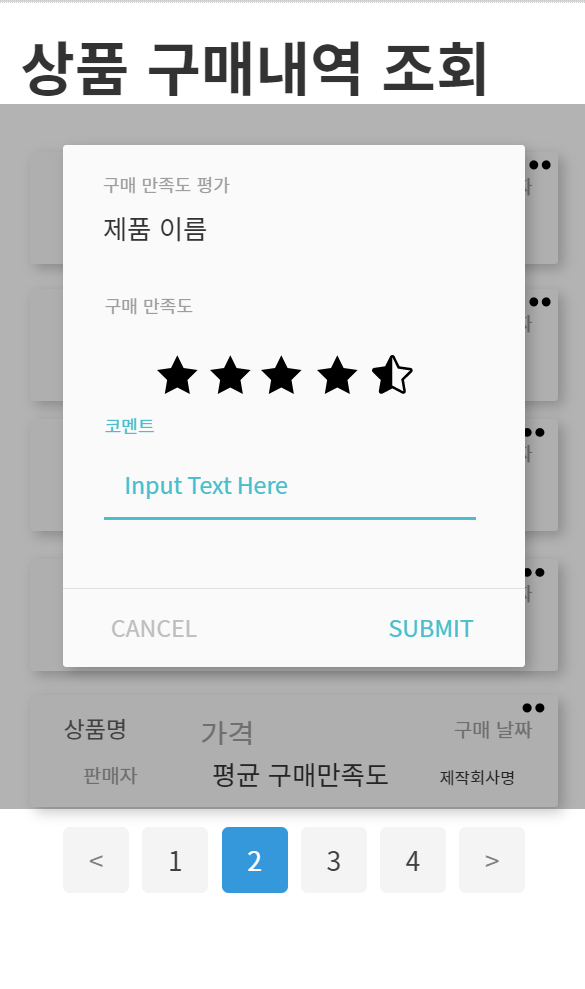 상품 구매내역 조회
구매 만족도 평가
제품 이름
구매 만족도
코멘트
Input Text Here
CANCEL
SUBMIT
상품명
가격
구매 날짜
판매자
평균 구매만족도
제작회사명
< 1 2 3 4 >